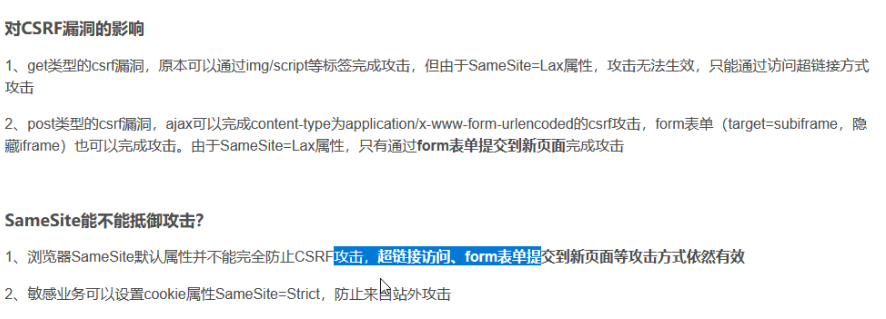 对CSRF漏洞的影响
1、get类型的csrf漏洞，原本可以通过img/script等标签完成攻击，但由于SameSite=Lax属性，攻击无法生效，只能通过访问超链接方式
攻击
2、post类型的csrf漏洞，ajax可以完成content-type为application/x-www-form-urlencoded的csrf攻击，form表单（target=subiframe，隐
藏iframe）也可以完成攻击。由于SameSite=Lax属性，只有通过form表单提交到新页面完成攻击
SameSite能不能抵御攻击？
1、浏览器SameSite默认属性并不能完全防止CSRF攻击，超链接访问、form表单提交到新页面等攻击方式依然有效
2、敏感业务可以设置cookie属性SameSite=Strict，防止来自站外攻击